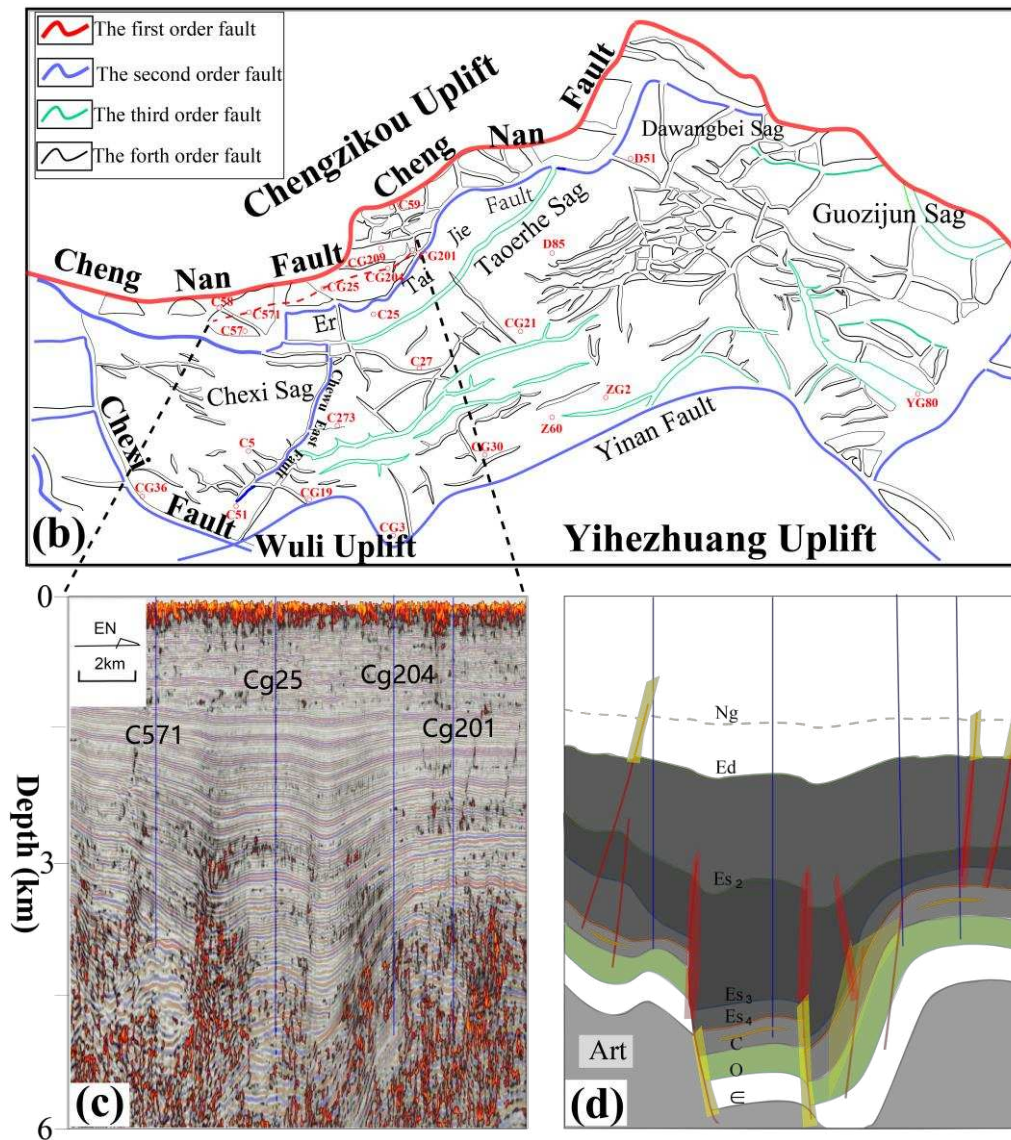 The first order fault
The second order fault
The third order fault
The forth order fault
Chengzikou Uplift
Cheng Nan Fault
Cheng Nan Fault
Dawangbei Sag
D51
Guozijun Sag
C59
Er Tai Jie Fault
Taoerhe Sag
CG209
CG201
CG204
CG25
D85
C58
C571
C57
C25
CG21
C27
Chexi Sag
Chewu East Fault
C273
ZG2
Z60
YG80
C5
CG30
Yinan Fault
Chexi Fault
CG36
C51
CG19
CG3
(b)
Wuli Uplift
Yihezhuang Uplift
0
3
6
Depth (km)
EN
2km
Cg25
Cg204
C571
Cg201
(c)
Ng
Ed
Es2
Es3
Es4
C
O
∈
Art
(d)